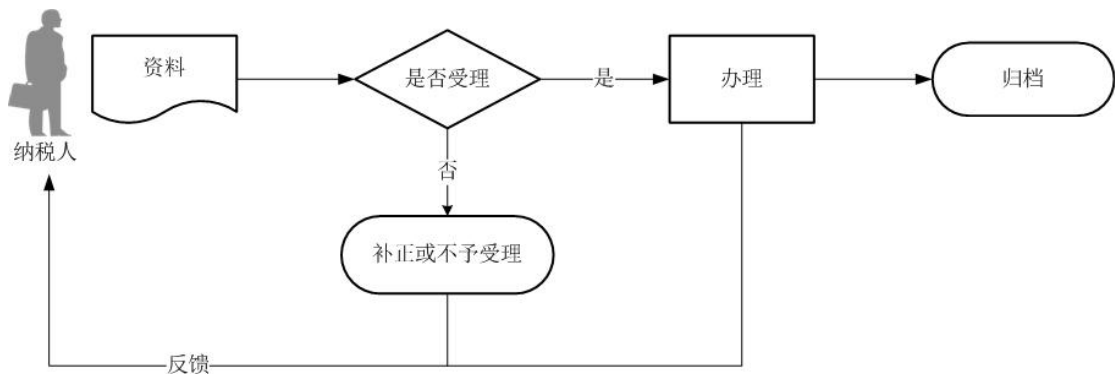 纳税人
资料
是否受理
是
办理
归档
否
补正或不予受理
反馈